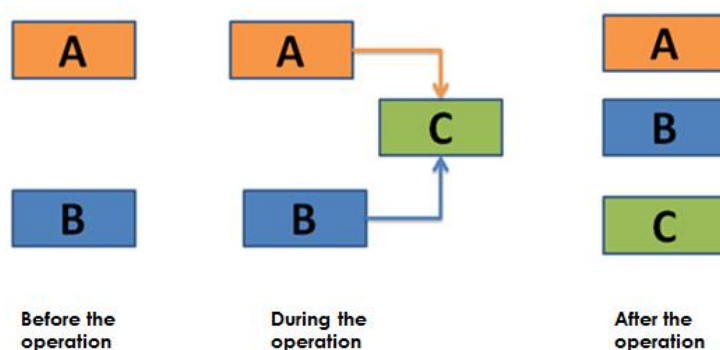 A
B
A
C
B
A
B
C
Before the
operation
During the
operation
After the
operation